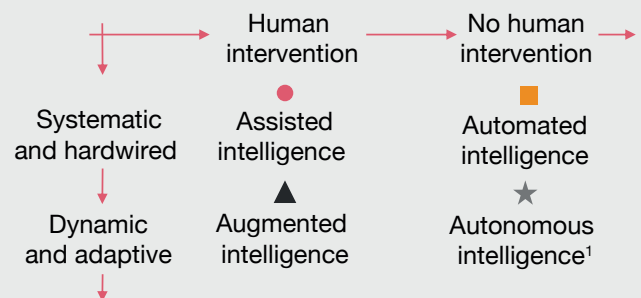 Human
intervention
No human
intervention
Systematic
and hardwired
Assisted
intelligence
Automated
intelligence
Dynamic
and adaptive
Augmented
intelligence
Autonomous
intelligence¹